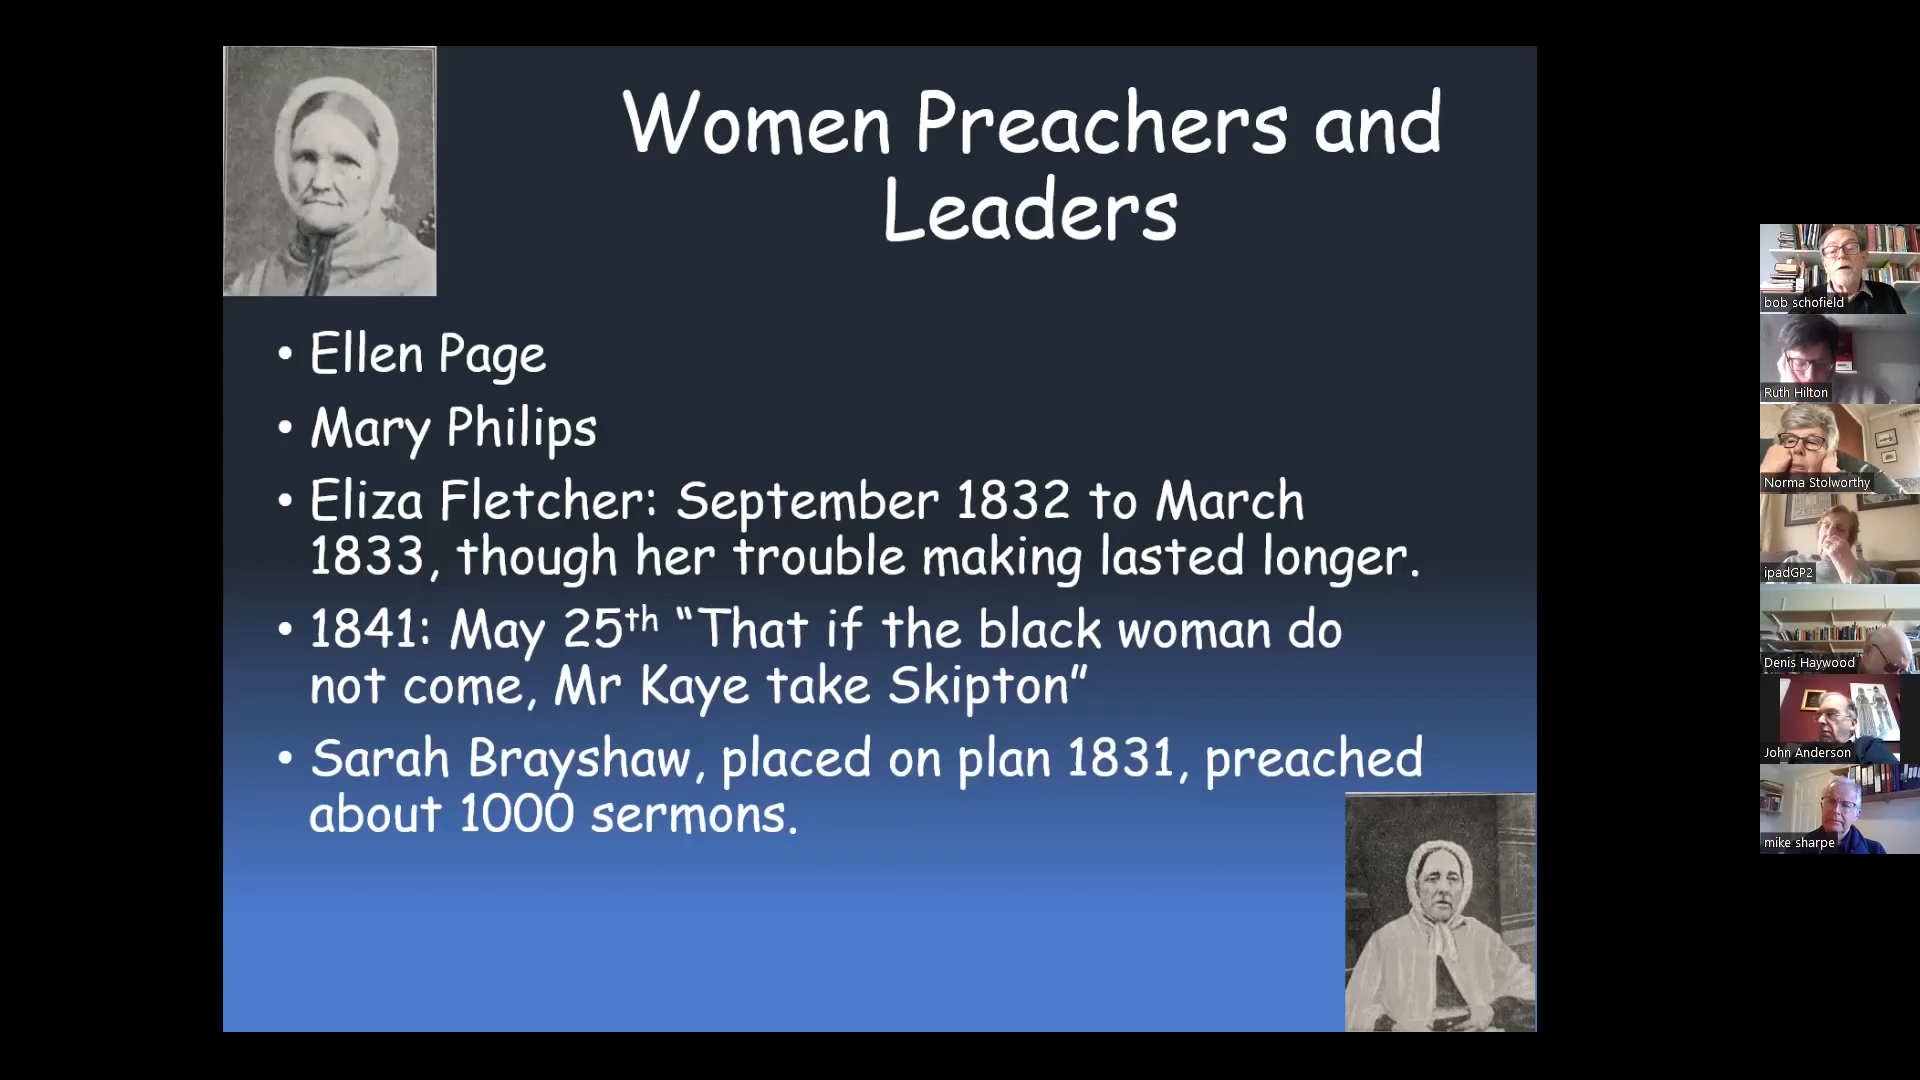 Women Preachers and
Leaders
• Ellen Page
• Mary Philips
• Eliza Fletcher: September 1832 to March
1833, though her trouble making lasted longer.
• 1841: May 25th “That if the black woman do
not come, Mr Kaye take Skipton”
• Sarah Brayshaw, placed on plan 1831, preached
about 1000 sermons.
bob schofield
Ruth Hilton
Norma Stolworthy
ipadGP2
Denis Haywood
John Anderson
mike sharpe